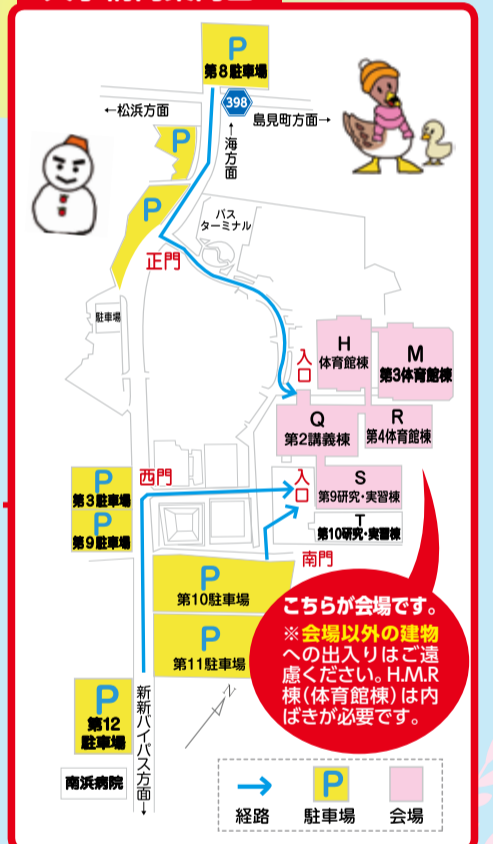 P
第8駐車場
398
←松浜方面
島見町方面→
←海方面
P
P
バス
ターミナル
正門
駐車場
入口
H
体育館棟
M
第3体育館棟
Q
第2講義棟
R
第4体育館棟
西門
入口
S
第9研究・実習棟
T
第10研究・実習棟
P
第3駐車場
P
第9駐車場
南門
P
第10駐車場
P
第11駐車場
こちらが会場です。
※会場以外の建物
への出入りはご遠
慮ください。H.M.R
棟(体育館棟)は内
ばきが必要です。
P
第12
駐車場
新新バイパス方面→
南浜病院
→
経路
P
駐車場
会場